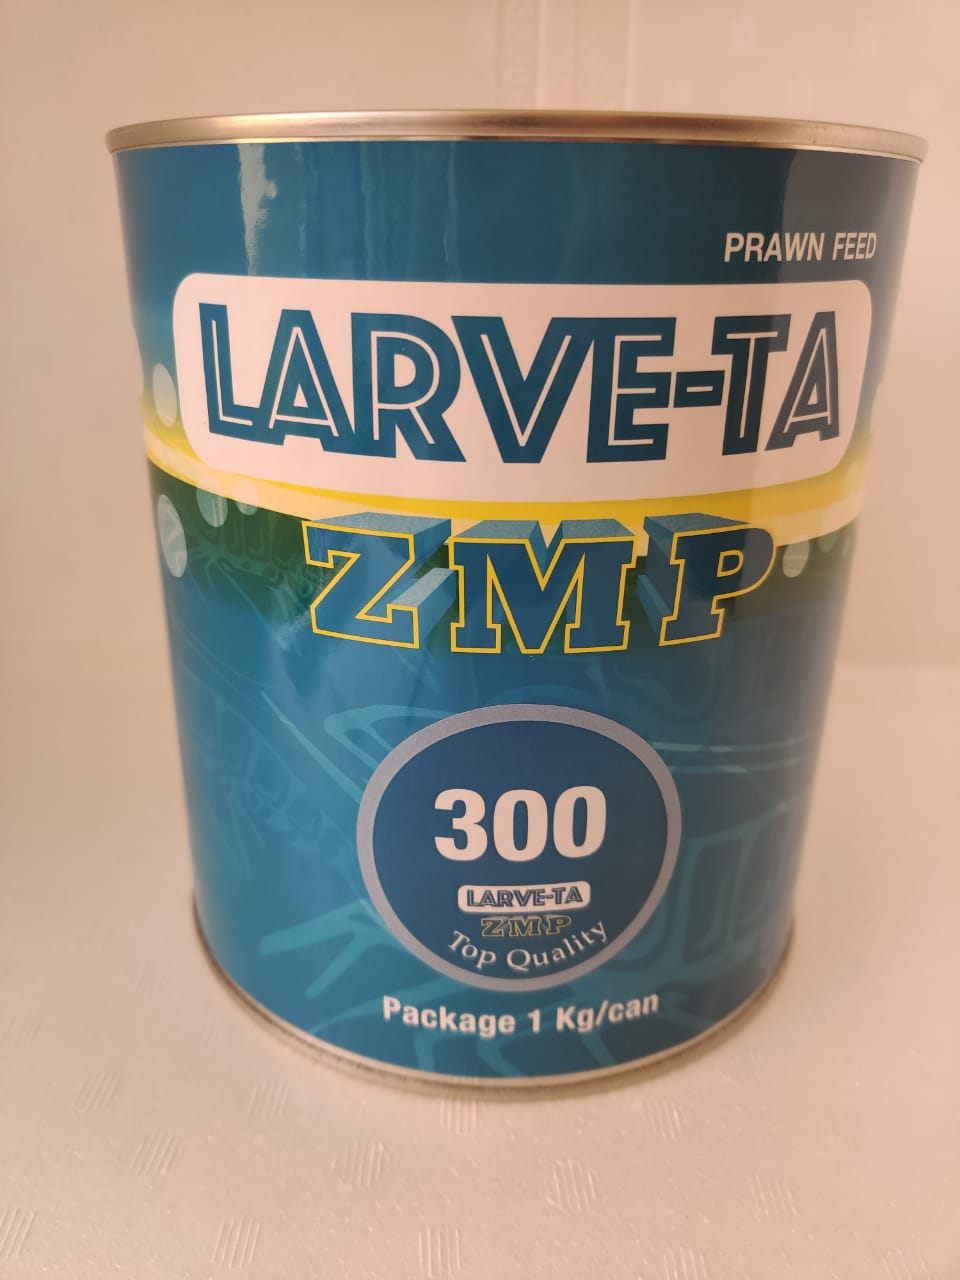 PRAWN FEED
LARVE-TA
ZMP
300
LARVE-TA
ZMP
Top Quality
Package 1 Kg/can